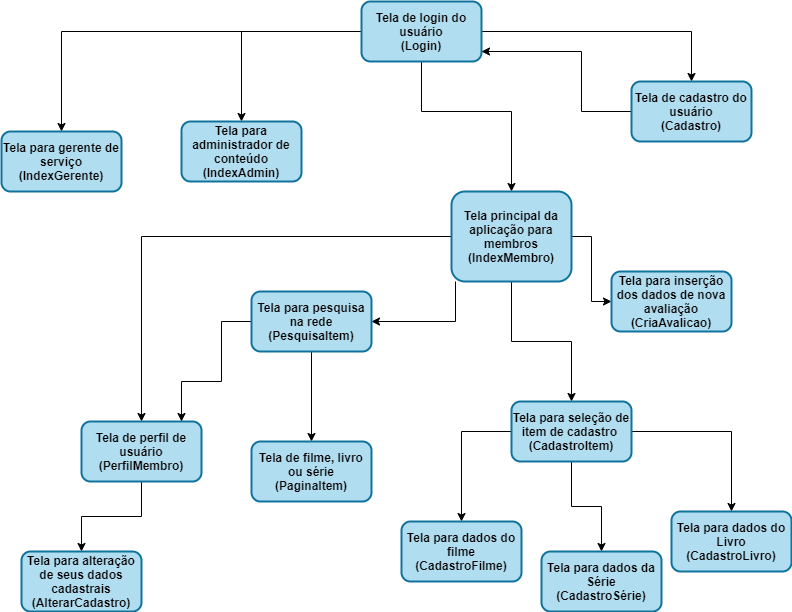 Tela de login do
usuário
(Login)
Tela de cadastro do
usuário
(Cadastro)
Tela para gerente de
serviço
(IndexGerente)
Tela para
administrador de
conteúdo
(IndexAdmin)
Tela principal da
aplicação para
membros
(IndexMembro)
Tela para inserção
dos dados de nova
avaliação
(CriaAvalicao)
Tela para pesquisa
na rede
(PesquisaItem)
Tela para seleção de
item de cadastro
(CadastroItem)
Tela de perfil de
usuário
(PerfilMembro)
Tela de filme, livro
ou série
(PaginaItem)
Tela para dados do
filme
(CadastroFilme)
Tela para dados da
Série
(CadastroSérie)
Tela para dados do
Livro
(CadastroLivro)
Tela para alteração
de seus dados
cadastrais
(AlterarCadastro)